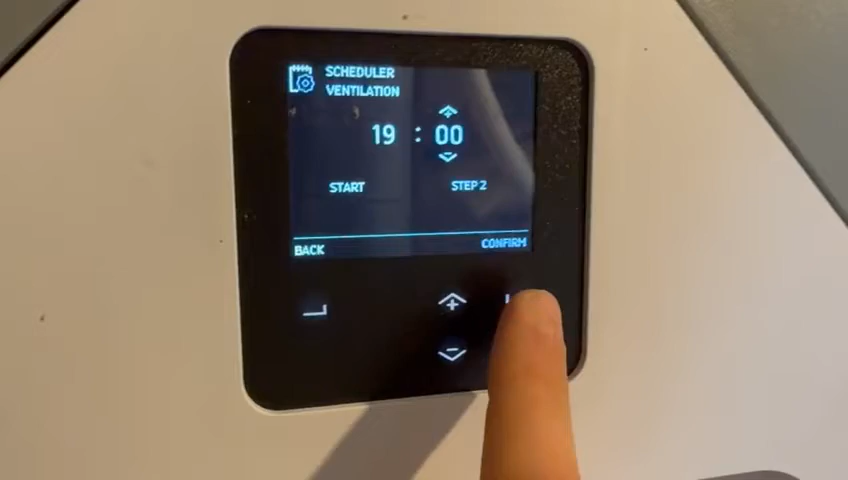 SCHEDULER
VENTILATION
19 : 00
START STEP 2
BACK CONFIRM